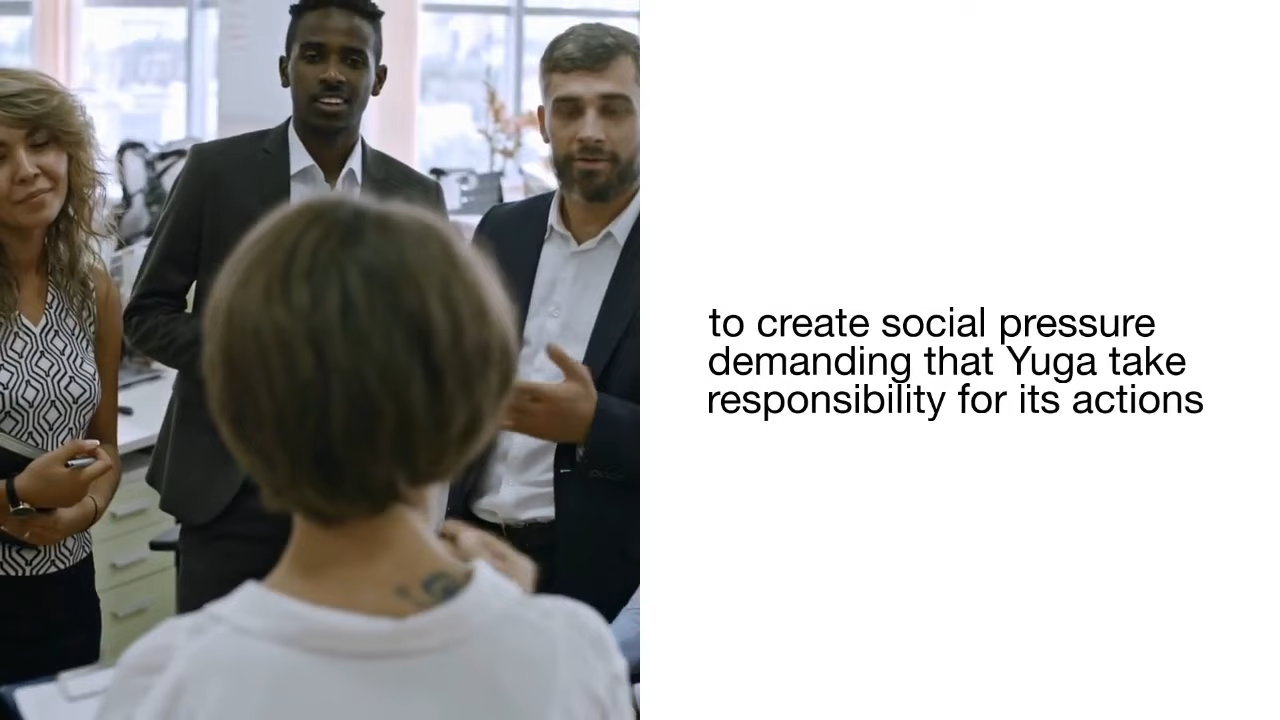 to create social pressure
demanding that Yuga take
responsibility for its actions